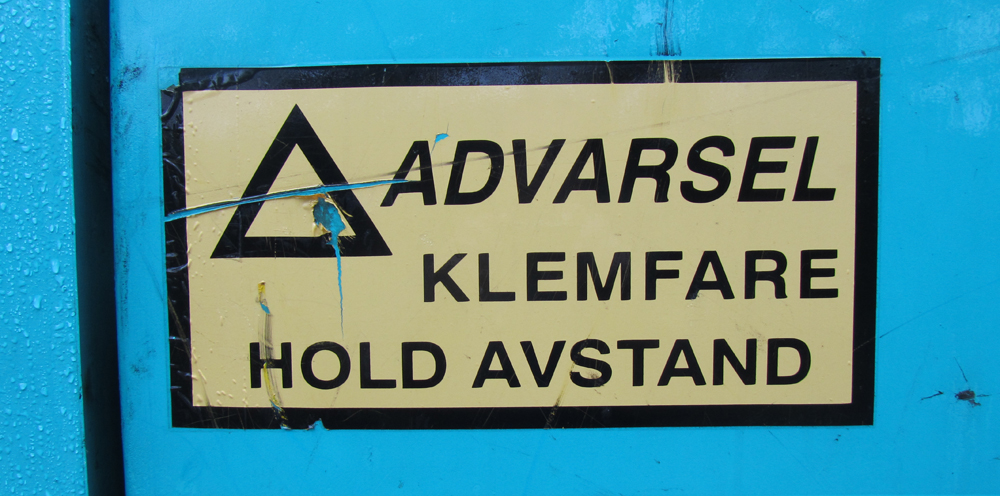 ADVARSEL
KLEMFARE
HOLD AVSTAND